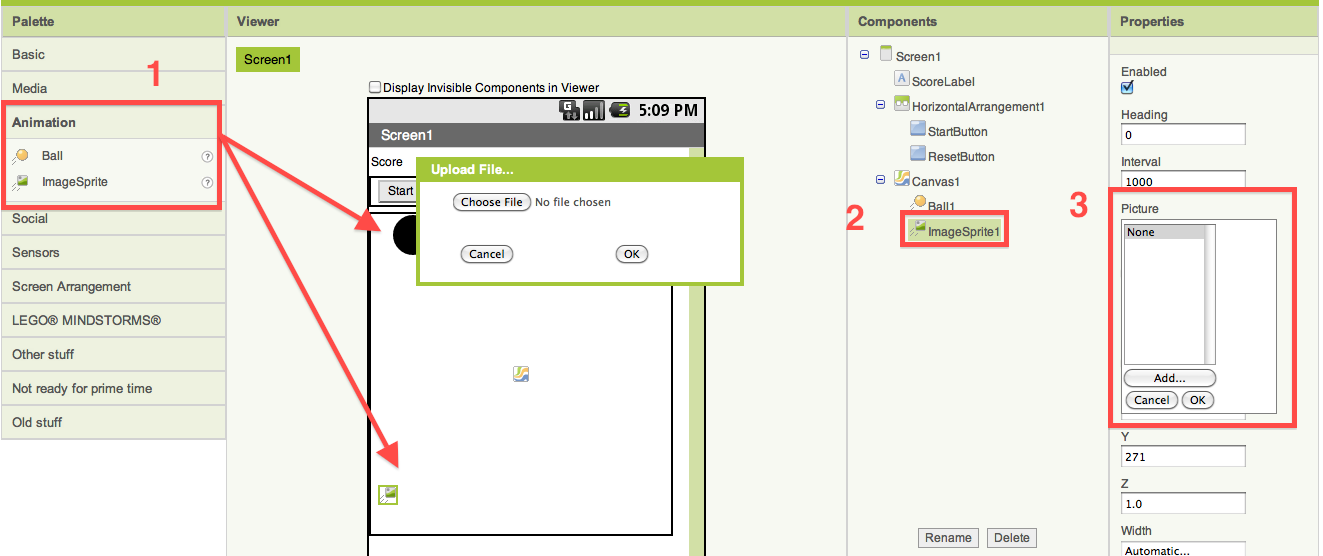 Palette
Viewer
Components
Properties
Basic
Media
Animation
Ball
?
ImageSprite
?
Social
Sensors
Screen Arrangement
LEGO® MINDSTORMS®
Other stuff
Not ready for prime time
Old stuff
1
Screen1
Display Invisible Components in Viewer
G
5:09 PM
Screen1
Score
Start
Upload File...
Choose File No file chosen
Cancel
OK
Screen1
A
ScoreLabel
HorizontalArrangement1
StartButton
ResetButton
Canvas1
Ball1
2
ImageSprite1
Rename
Delete
Enabled
Heading
0
Interval
1000
3
Picture
None
Add...
Cancel
OK
Y
271
Z
1.0
Width
Automatic...